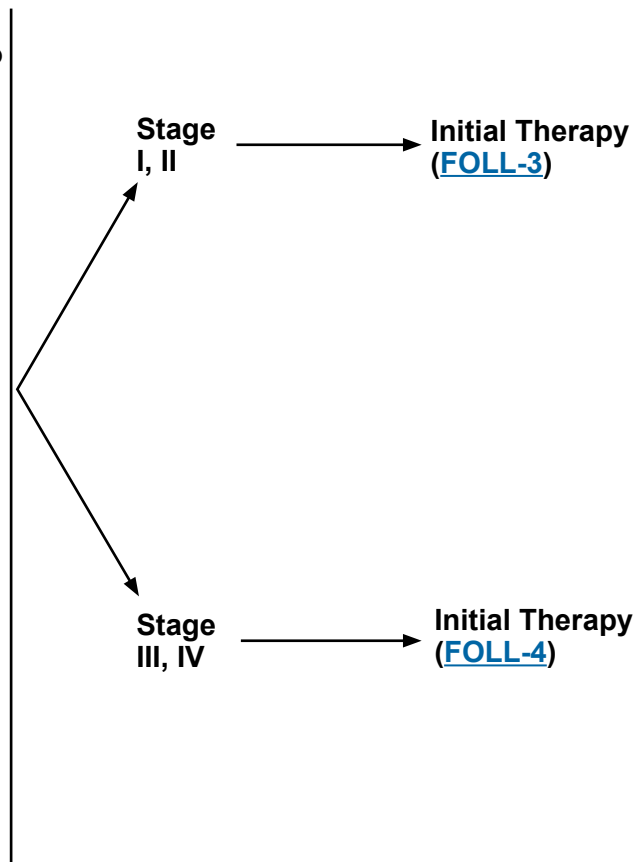 Stage
I, II
Initial Therapy
(FOLL-3)
Stage
III, IV
Initial Therapy
(FOLL-4)